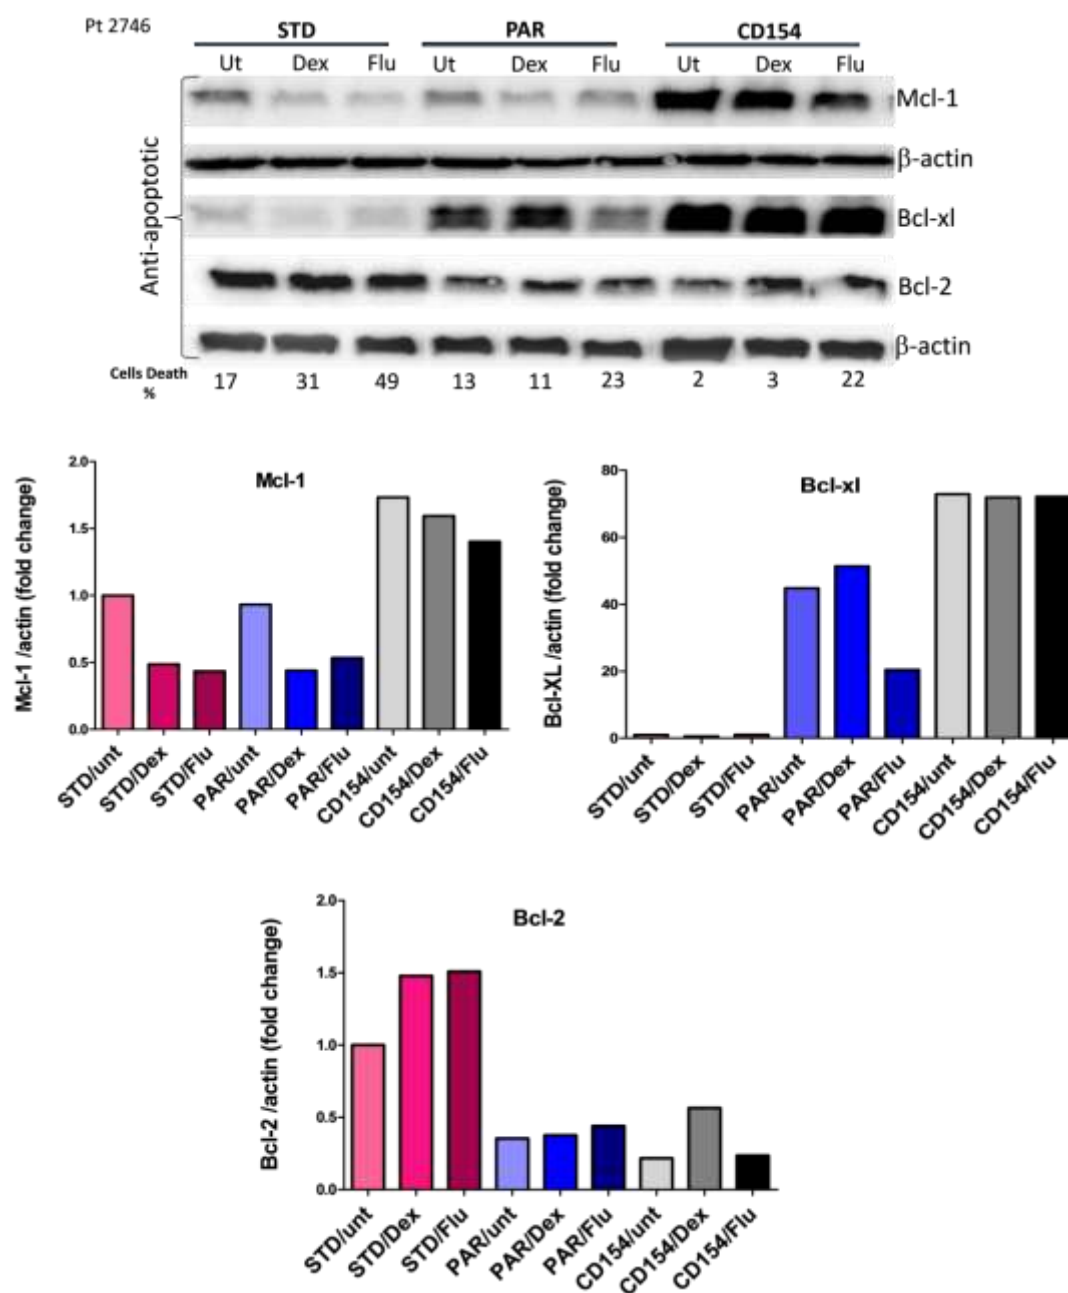 Pt 2746
STD PAR CD154
Ut Dex Flu Ut Dex Flu Ut Dex Flu
Anti-apoptotic
Mcl-1
β-actin
Bcl-xl
Bcl-2
β-actin
Cells Death
%
17 31 49 13 11 23 2 3 22
Mcl-1
Mcl-1 /actin (fold change)
2.0
1.5
1.0
0.5
0.0
STD/unt
STD/Dex
STD/Flu
PAR/unt
PAR/Dex
PAR/Flu
CD154/unt
CD154/Dex
CD154/Flu
Bcl-xl
Bcl-XL /actin (fold change)
80
60
40
20
0
STD/unt
STD/Dex
STD/Flu
PAR/unt
PAR/Dex
PAR/Flu
CD154/unt
CD154/Dex
CD154/Flu
Bcl-2
Bcl-2 /actin (fold change)
2.0
1.5
1.0
0.5
0.0
STD/unt
STD/Dex
STD/Flu
PAR/unt
PAR/Dex
PAR/Flu
CD154/unt
CD154/Dex
CD154/Flu